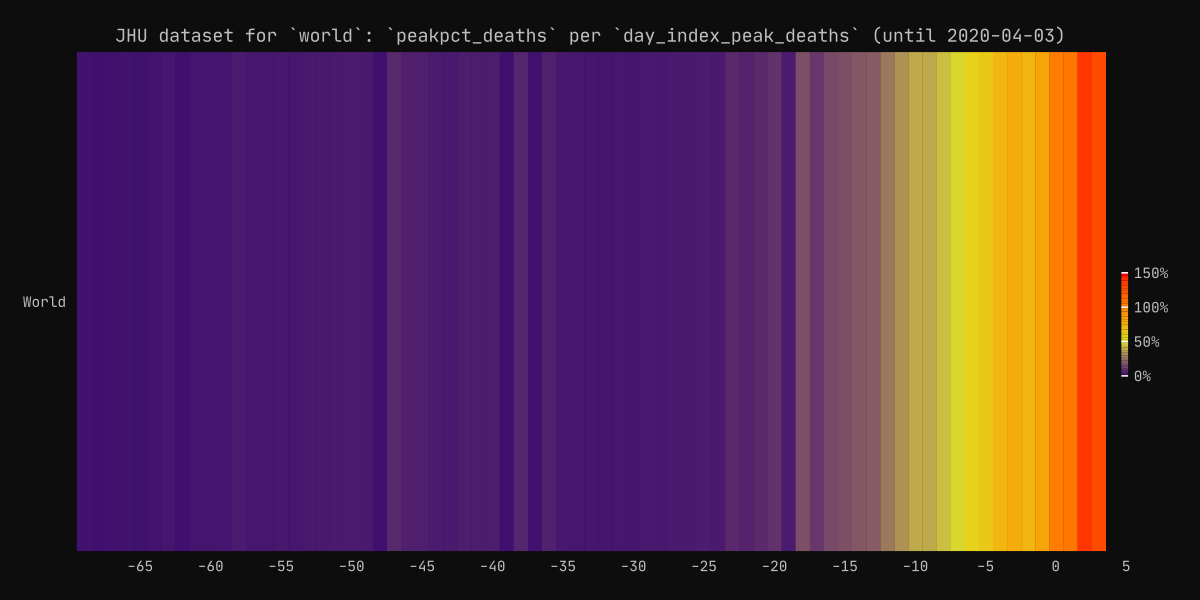 JHU dataset for `world`: `peakpct_deaths` per `day_index_peak_deaths` (until 2020-04-03)
150%
100%
World
50%
0%
-65 -60 -55 -50 -45 -40 -35 -30 -25 -20 -15 -10 -5 0 5